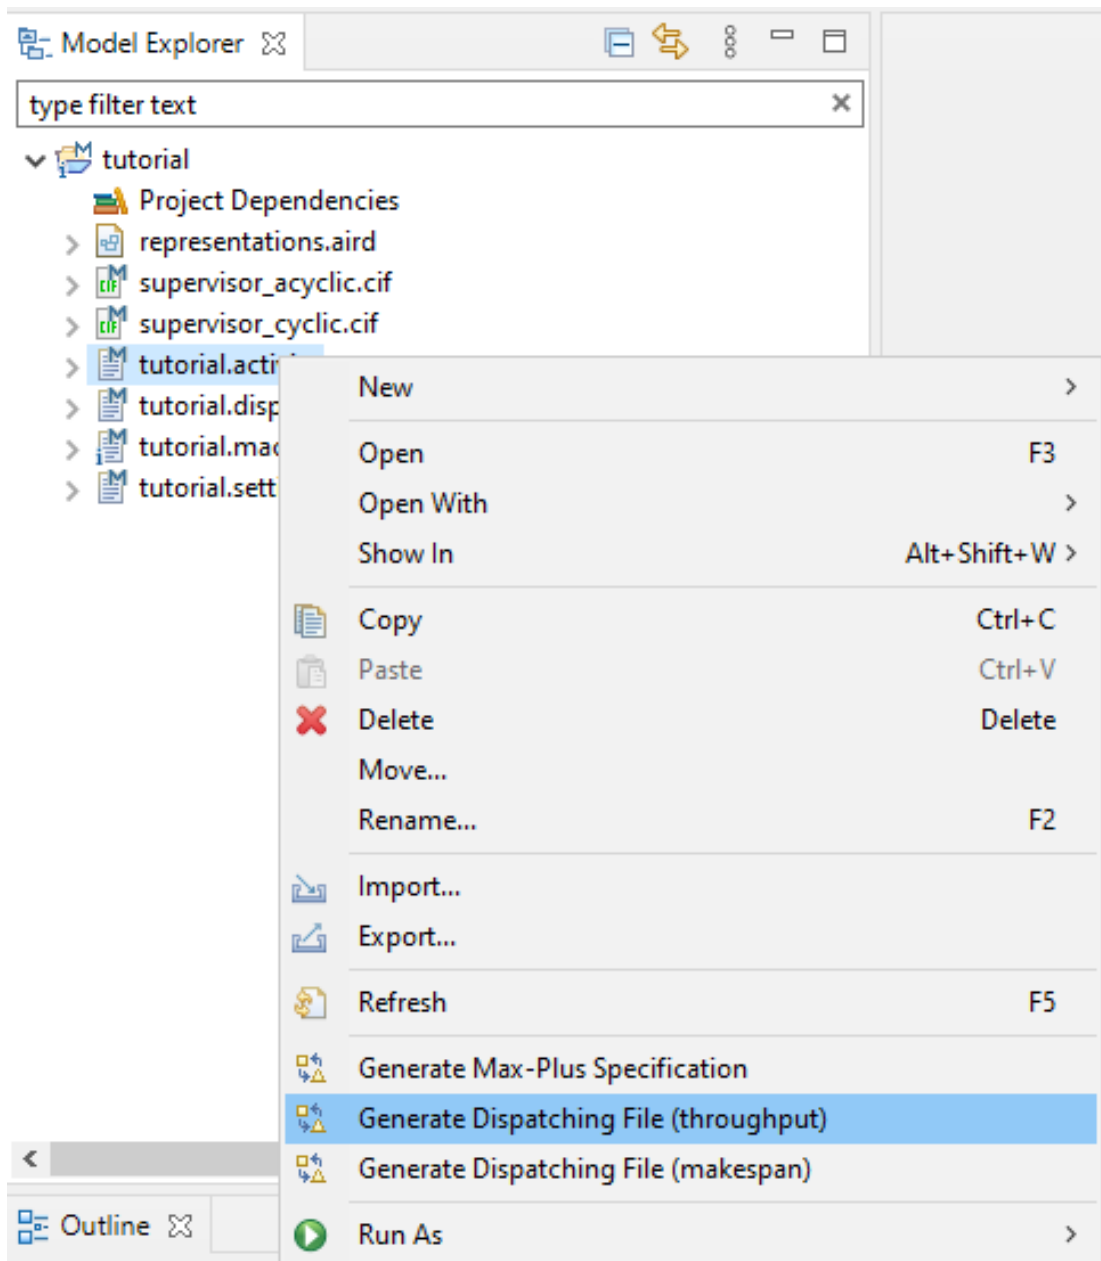 Model Explorer
type filter text
tutorial
Project Dependencies
representations.aird
supervisor_acyclic.cif
supervisor_cyclic.cif
tutorial.acti
tutorial.disp
tutorial.mac
tutorial.sett
New
Open F3
Open With
Show In Alt+Shift+W
Copy Ctrl+C
Paste Ctrl+V
Delete Delete
Move...
Rename... F2
Import...
Export...
Refresh F5
Generate Max-Plus Specification
Generate Dispatching File (throughput)
Generate Dispatching File (makespan)
Outline
Run As